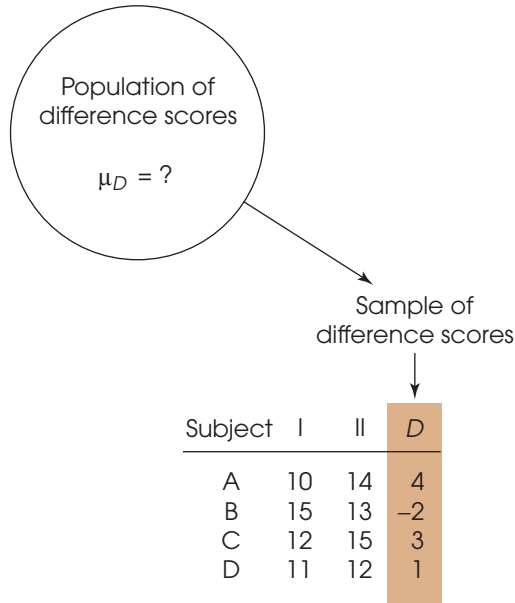 Population of
difference scores
μD = ?
Sample of
difference scores
Subject I II D
A 10 14 4
B 15 13 –2
C 12 15 3
D 11 12 1